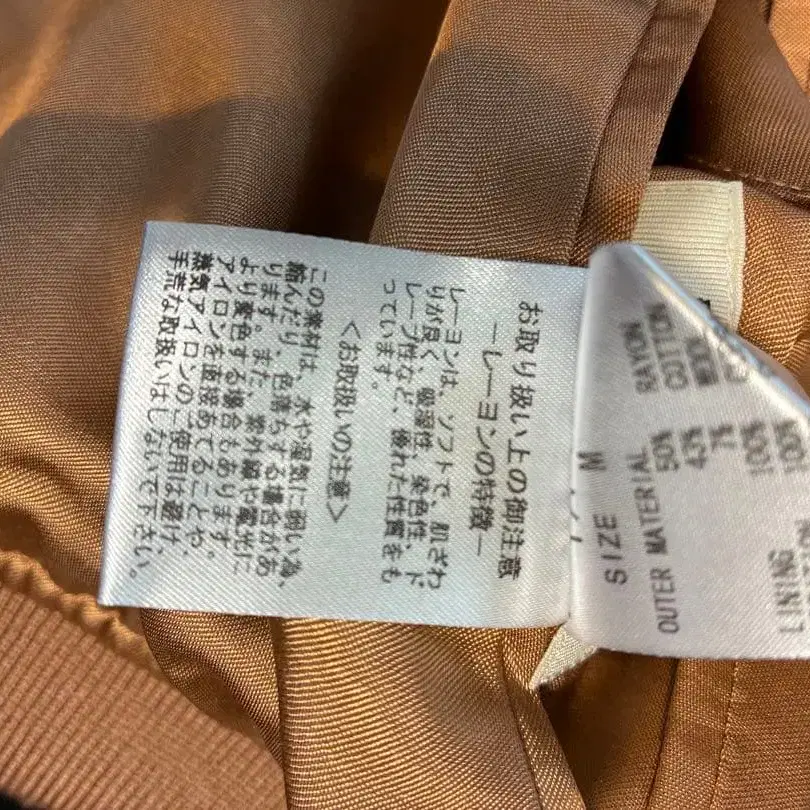 お取り扱い上の御注意
―レーヨンの特徴―
レーヨンは、ソフトで、肌ざわ
りが良く、吸湿性、染色性、ド
レープ性など、優れた性質をも
っています。
<お取扱いの注意>
この素材は、水や湿気に弱い為、
縮んだり、色落ちする場合があ
ります。また、紫外線や電光に
より変色する場合もあります。
アイロンを直接あてることや、
蒸気アイロンのご使用は避け、
手荒な取扱いはしないで下さい。
SIZE M
OUTER MATERIAL
RAYON 50%
COTTON 43%
7%
100%
LINING
100%